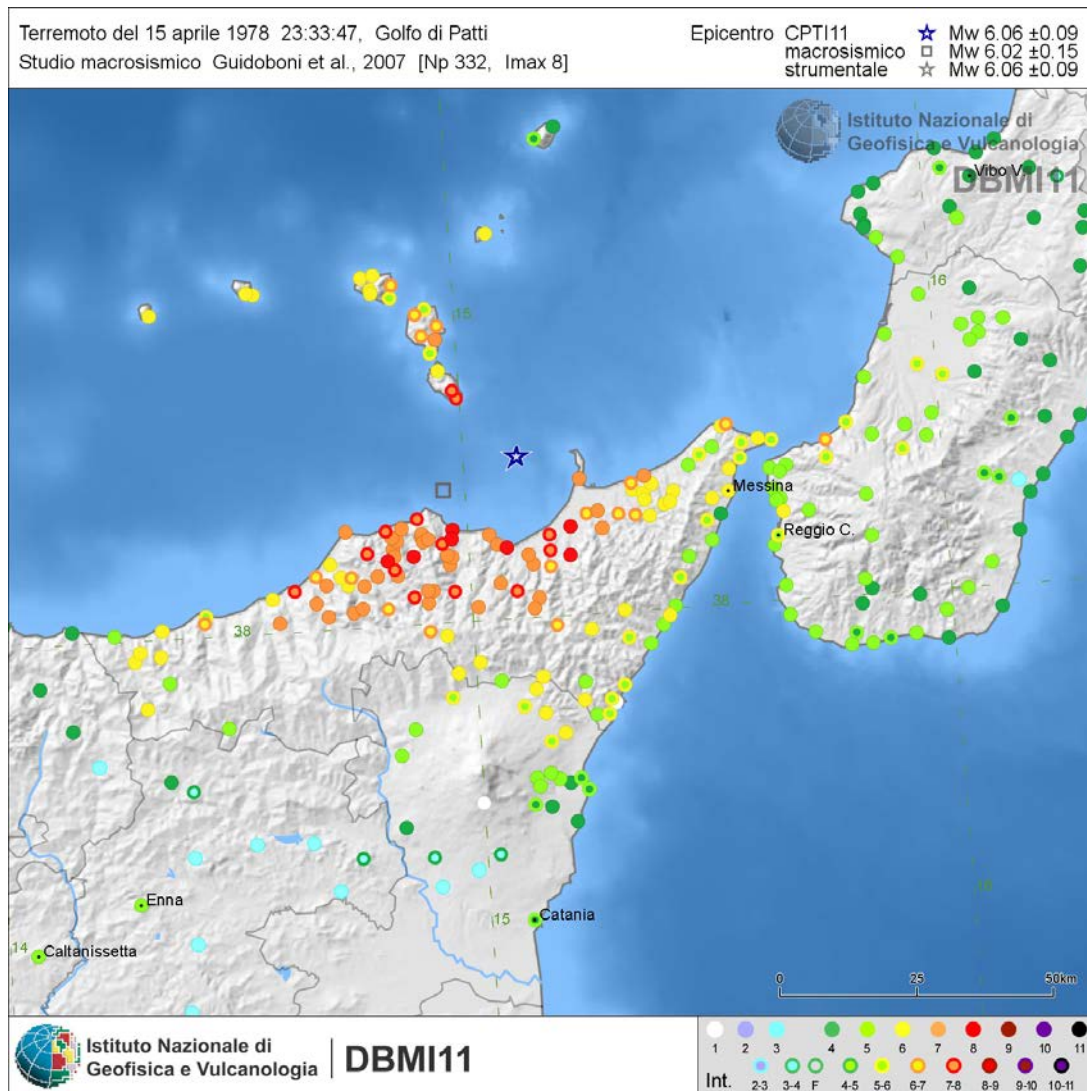 Terremoto del 15 aprile 1978 23:33:47, Golfo di Patti
Studio macrosismico Guidoboni et al., 2007 [Np 332, Imax 8]
Epicentro CPTI11 Mw 6.06 ±0.09
macrosismico Mw 6.02 ±0.15
strumentale Mw 6.06 ±0.09
Istituto Nazionale di
Geofisica e Vulcanologia
DBMI11
Vibo V.
16
15
Messina
Reggio C.
38
38
Enna
15
Catania
16
14
Caltanissetta
0 25 50km
Istituto Nazionale di
Geofisica e Vulcanologia
DBMI11
1 2 3 4 5 6 7 8 9 10 11
Int. 2-3 3-4 F 4-5 5-6 6-7 7-8 8-9 9-10 10-11